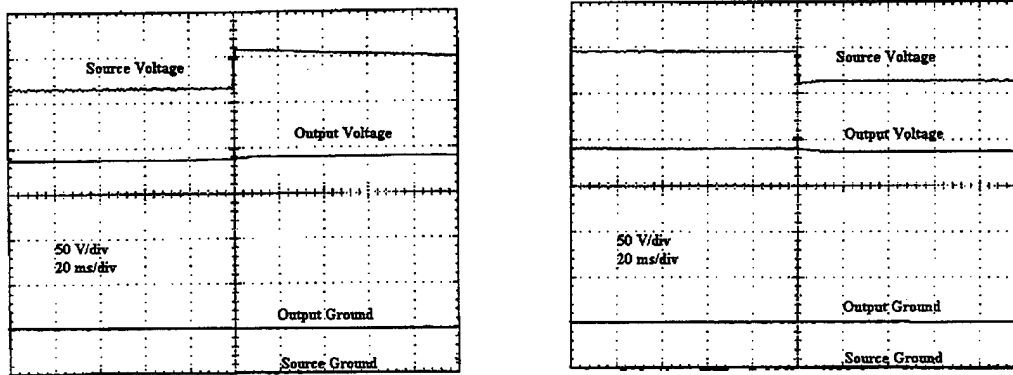 Source Voltage
Output Voltage
50 V/div
20 ms/div
Output Ground
Source Ground
Source Voltage
Output Voltage
50 V/div
20 ms/div
Output Ground
Source Ground